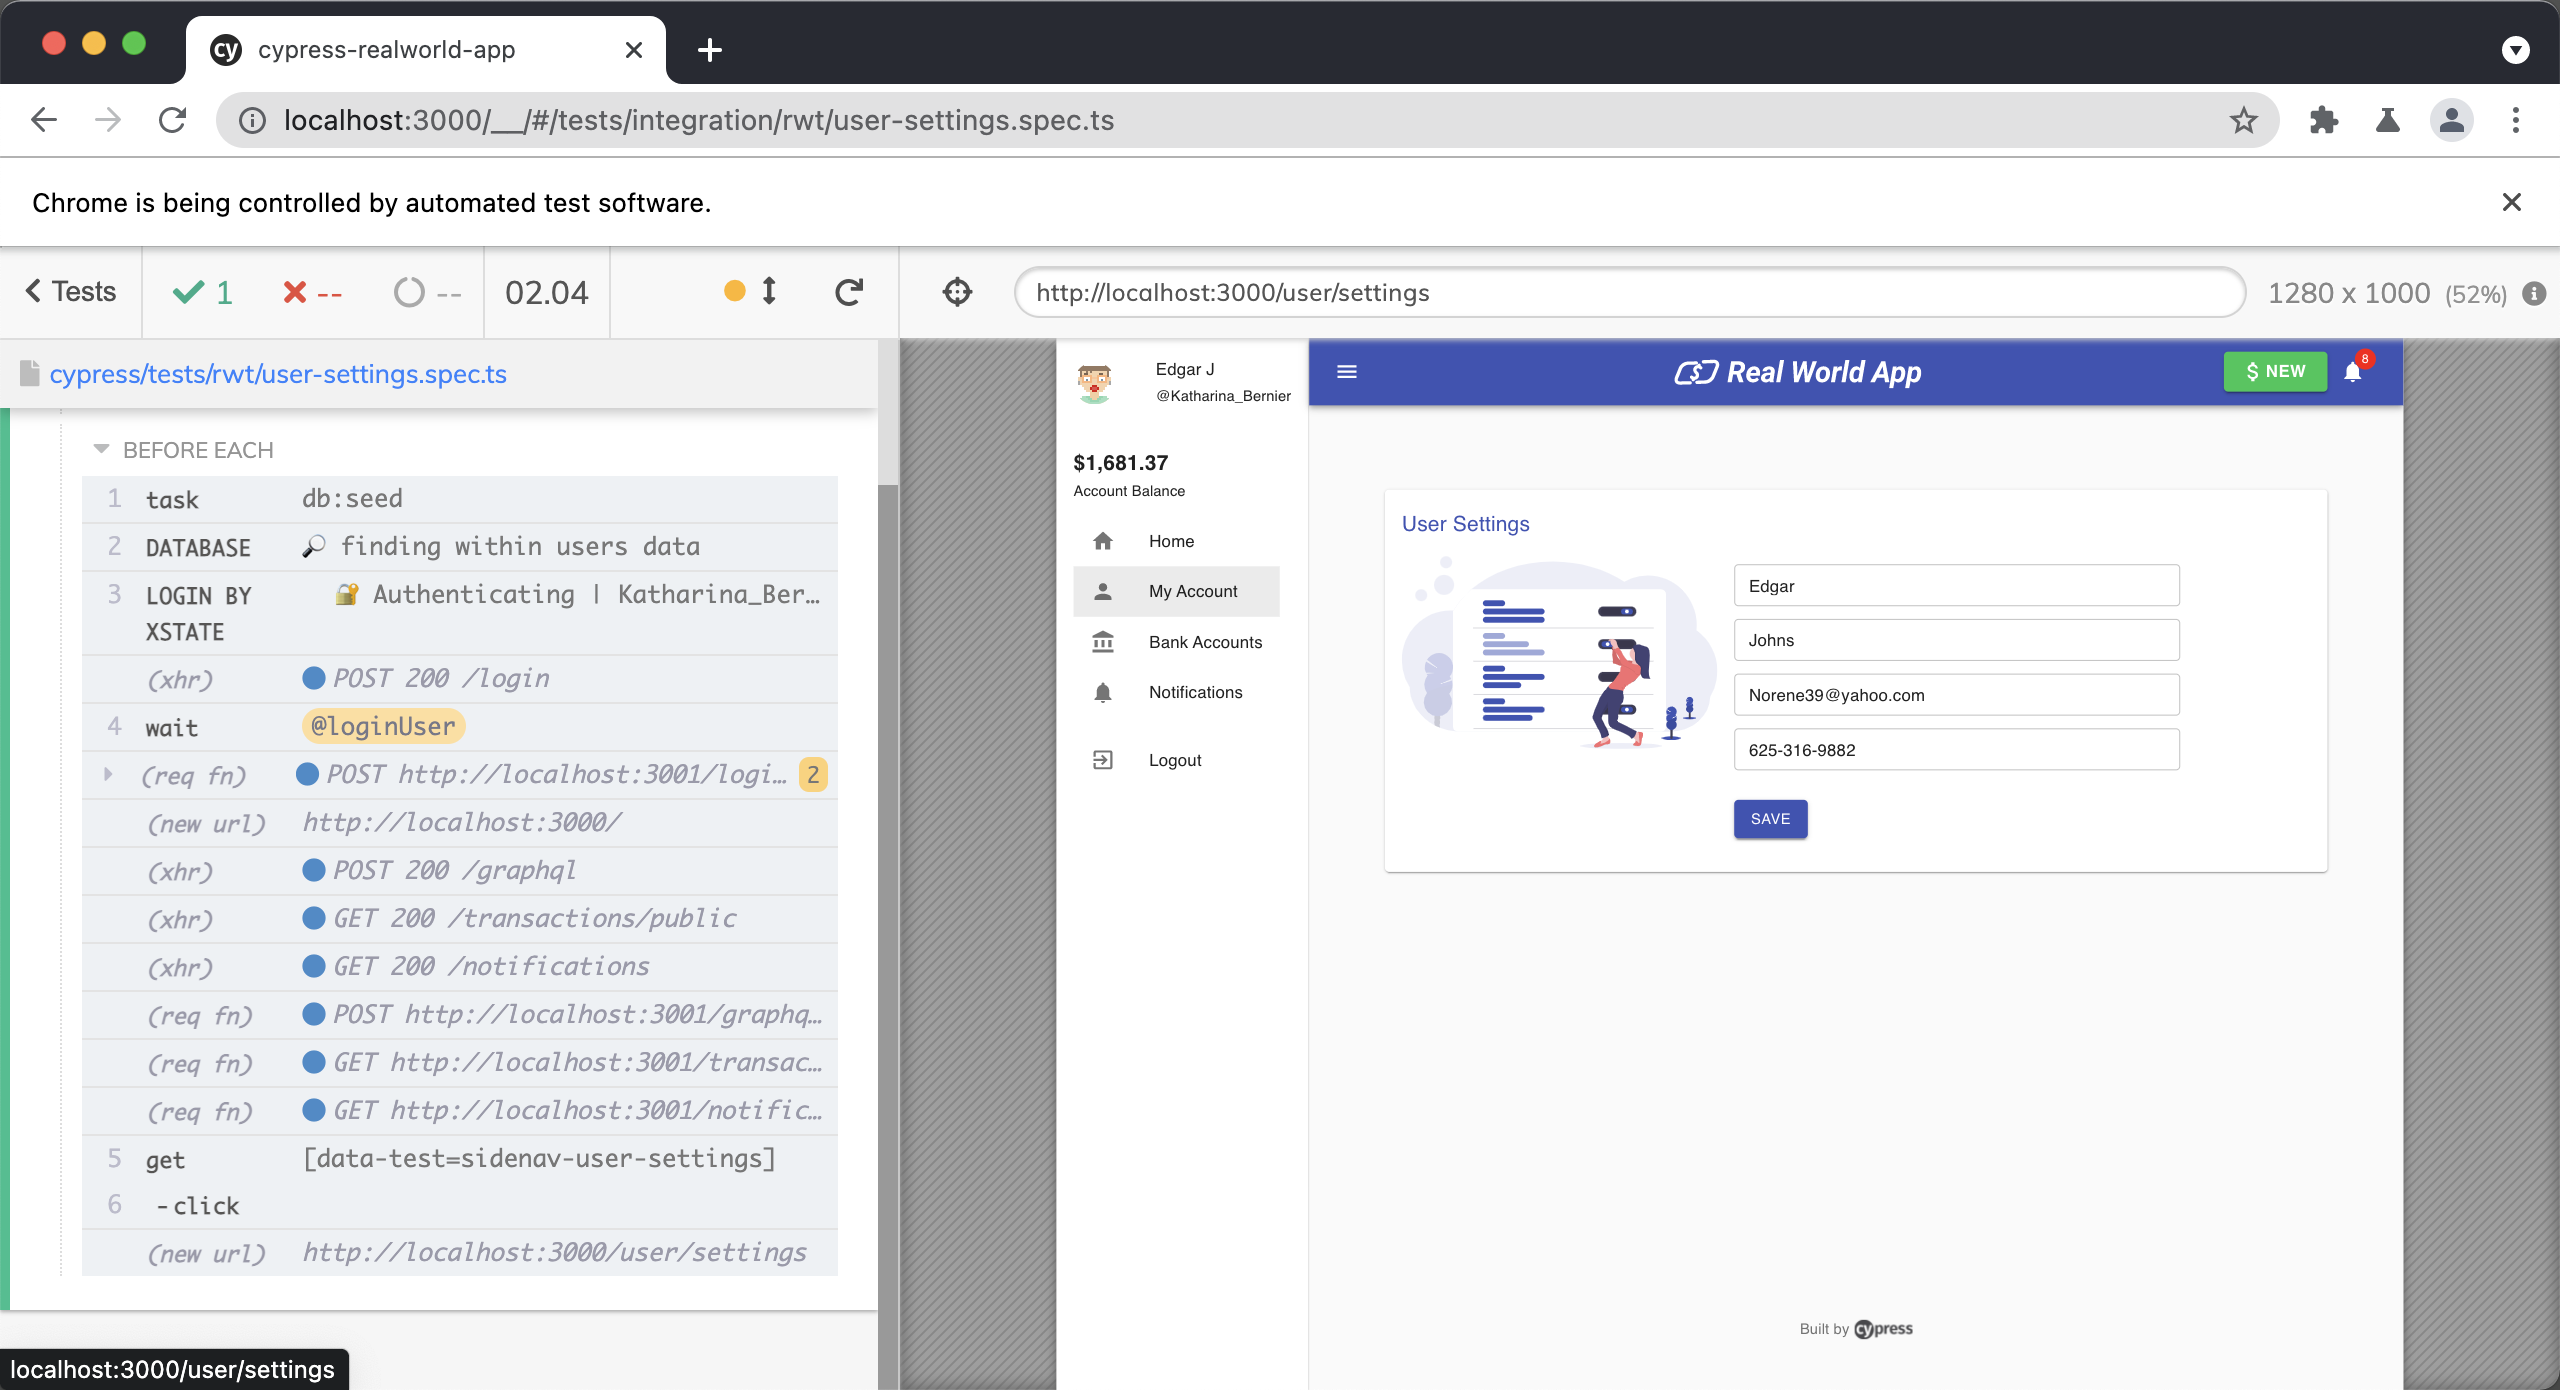 cypress-realworld-app
localhost:3000/__/#/tests/integration/rwt/user-settings.spec.ts
Chrome is being controlled by automated test software.
Tests 1 -- -- 02.04
http://localhost:3000/user/settings 1280 x 1000 (52%)
cypress/tests/rwt/user-settings.spec.ts
BEFORE EACH
1 task db:seed
2 DATABASE 🔎 finding within users data
3 LOGIN BY XSTATE 🔐 Authenticating | Katharina_Ber…
(xhr) POST 200 /login
4 wait @loginUser
(req fn) POST http://localhost:3001/logi… 2
(new url) http://localhost:3000/
(xhr) POST 200 /graphql
(xhr) GET 200 /transactions/public
(xhr) GET 200 /notifications
(req fn) POST http://localhost:3001/graphq…
(req fn) GET http://localhost:3001/transac…
(req fn) GET http://localhost:3001/notific…
5 get [data-test=sidenav-user-settings]
6 -click
(new url) http://localhost:3000/user/settings
localhost:3000/user/settings
Edgar J
@Katharina_Bernier
$1,681.37
Account Balance
Home
My Account
Bank Accounts
Notifications
Logout
Real World App
$ NEW
8
User Settings
Edgar
Johns
Norene39@yahoo.com
625-316-9882
SAVE
Built by cypress